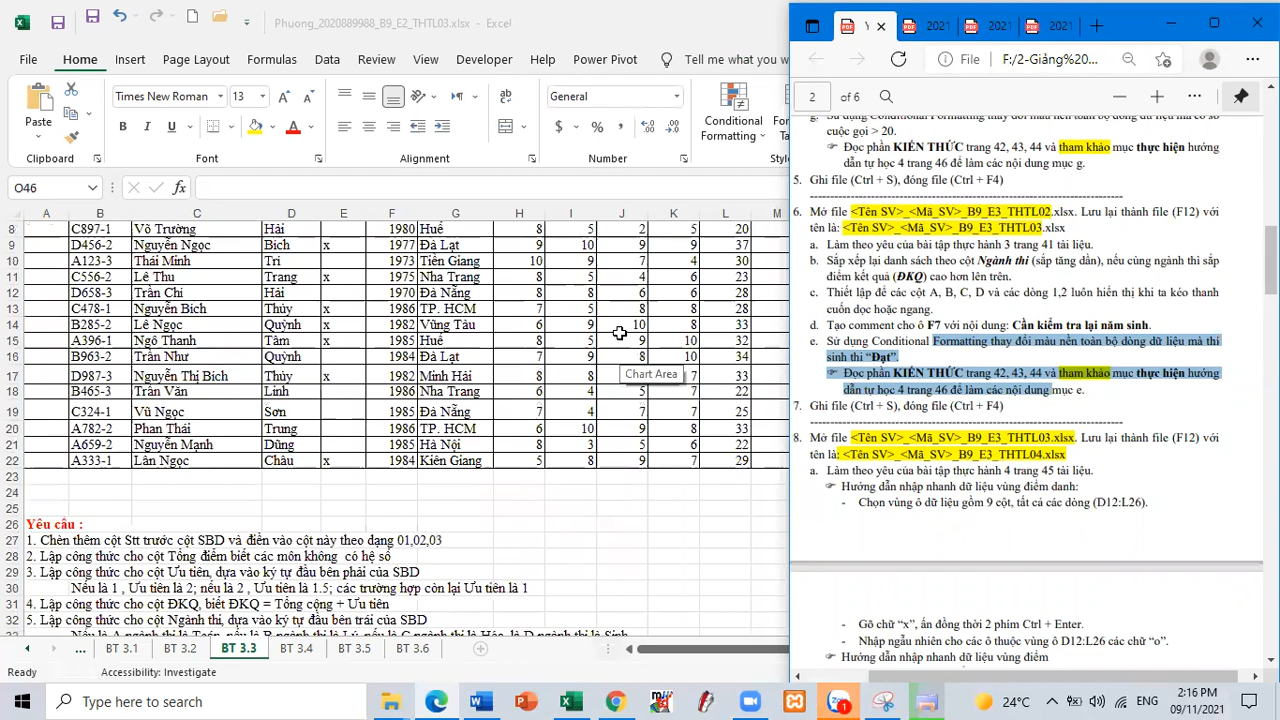 Phuong_2020889988_B9_E2_THTL03.xlsx - Excel
File Home Insert Page Layout Formulas Data Page Review View Developer Power Pivot Tell me what you
Paste
Times New Roman 13
General
Conditional Formatting
Clipboard Font Alignment Number
O46 fx
A B C D E F G H I J K L M
8 C897-1 Võ Trường Hải 1980 Huế 8 5 2 5 20
9 D456-2 Nguyễn Ngọc Bích x 1977 Đà Lạt 9 10 9 9 37
10 A123-3 Thái Minh Trí 1973 Tiền Giang 10 9 7 4 30
11 C556-2 Lê Thu Trang x 1975 Nha Trang 8 5 4 6 23
12 D658-3 Trần Chí Hải 1970 Đà Nẵng 8 8 6 6 28
13 C478-1 Nguyễn Bích Thủy x 1986 TP. HCM 7 5 8 8 28
14 B285-2 Lê Ngọc Quỳnh x 1982 Vũng Tàu 6 9 10 8 33
15 A396-1 Ngô Thanh Tâm x 1985 Huế 8 5 9 10 32
16 B963-2 Trần Như Quỳnh 1984 Đà Lạt 7 9 8 10 34
17 D987-3 Nguyễn Thị Bích Thủy x 1982 Minh Hải 8 8 7 33
18 B465-3 Trần Văn Linh x 1986 Nha Trang 6 4 5 7 22
19 C324-1 Vũ Ngọc Sơn 1985 Đà Nẵng 7 4 7 7 25
20 A782-2 Phan Thái Trung 1986 TP. HCM 6 10 9 8 33
21 A659-2 Nguyễn Mạnh Dũng 1985 Hà Nội 8 3 5 6 22
22 A333-1 Lân Ngọc Châu x 1984 Kiên Giang 5 8 9 7 29
Chart Area
23
24
25
26 Yêu cầu :
27 1. Chèn thêm cột Stt trước cột SBD và điền vào cột này theo dạng 01,02,03
28 2. Lập công thức cho cột Tổng điểm biết các môn không có hệ số
29 3. Lập công thức cho cột Ưu tiên, dựa vào ký tự đầu bên phải của SBD
30 Nếu là 1 , Ưu tiên là 2; nếu là 2 , Ưu tiên là 1.5; các trường hợp còn lại Ưu tiên là 1
31 4. Lập công thức cho cột ĐKQ, biết ĐKQ = Tổng cộng + Ưu tiên
32 5. Lập công thức cho cột Ngành thi, dựa vào ký tự đầu bên trái của SBD
... BT 3.1 BT 3.2 BT 3.3 BT 3.4 BT 3.5 BT 3.6
Ready Accessibility: Investigate
Y 2021 2021 2021
File F:/2-Giảng%20...
2 of 6
cuộc gọi > 20.
☞ Đọc phần KIẾN THỨC trang 42, 43, 44 và tham khảo mục thực hiện hướng
dẫn tự học 4 trang 46 để làm các nội dung mục g.
5. Ghi file (Ctrl + S), đóng file (Ctrl + F4)
6. Mở file <Tên SV>_<Mã_SV>_B9_E3_THTL02.xlsx. Lưu lại thành file (F12) với
tên là: <Tên SV>_<Mã_SV>_B9_E3_THTL03.xlsx
a. Làm theo yêu cầu của bài tập thực hành 3 trang 41 tài liệu.
b. Sắp xếp lại danh sách theo cột Ngành thi (sắp tăng dần), nếu cùng ngành thi sắp
điểm kết quả (ĐKQ) cao hơn lên trên.
c. Thiết lập để các cột A, B, C, D và các dòng 1,2 luôn hiển thị khi ta kéo thanh
cuốn dọc hoặc ngang.
d. Tạo comment cho ô F7 với nội dung: Cần kiểm tra lại năm sinh.
e. Sử dụng Conditional Formatting thay đổi màu nền toàn bộ dòng dữ liệu mà thí
sinh thi "Đạt".
☞ Đọc phần KIẾN THỨC trang 42, 43, 44 và tham khảo mục thực hiện hướng
dẫn tự học 4 trang 46 để làm các nội dung mục e.
7. Ghi file (Ctrl + S), đóng file (Ctrl + F4)
8. Mở file <Tên SV>_<Mã_SV>_B9_E3_THTL03.xlsx. Lưu lại thành file (F12) với
tên là: <Tên SV>_<Mã_SV>_B9_E3_THTL04.xlsx
a. Làm theo yêu cầu của bài tập thực hành 4 trang 45 tài liệu.
☞ Hướng dẫn nhập nhanh dữ liệu vùng điểm danh:
- Chọn vùng ô dữ liệu gồm 9 cột, tất cả các dòng (D12:L26).
- Gõ chữ "x", ấn đồng thời 2 phím Ctrl + Enter.
- Nhập ngẫu nhiên cho các ô thuộc vùng ô D12:L26 các chữ "o".
☞ Hướng dẫn nhập nhanh dữ liệu vùng điểm
Type here to search
24°C ENG 2:16 PM 09/11/2021